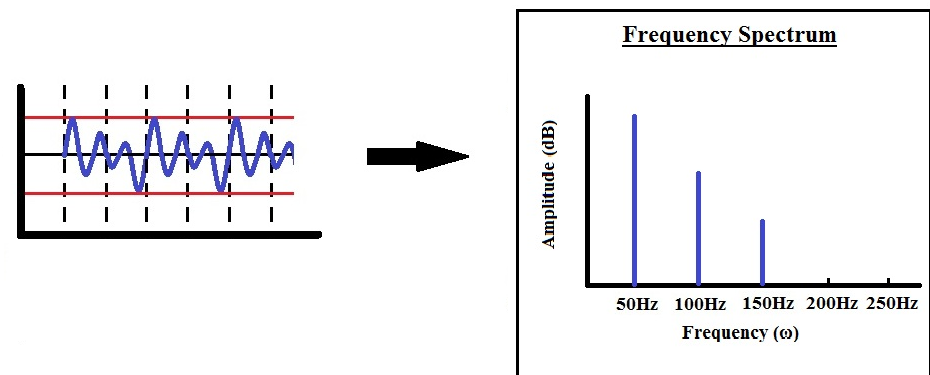 Frequency Spectrum
Amplitude (dB)
50Hz 100Hz 150Hz 200Hz 250Hz
Frequency (ω)